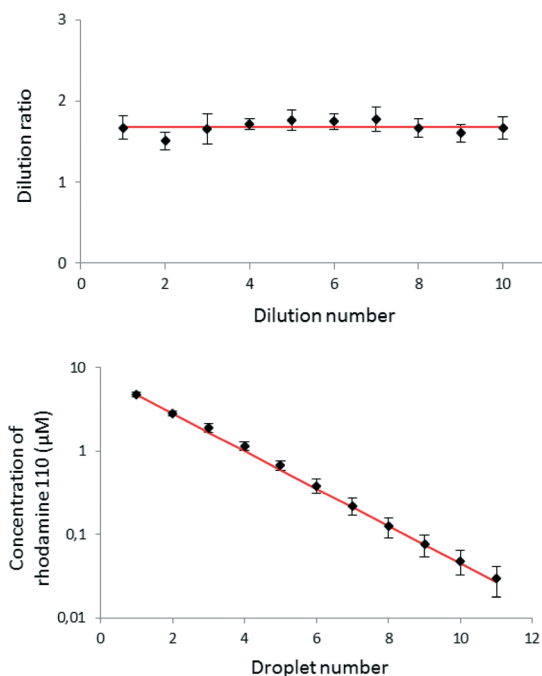 3
2
1
0
Dilution ratio
0 2 4 6 8 10
Dilution number
10
1
0,1
0,01
Concentration of
rhodamine 110 (µM)
0 2 4 6 8 10 12
Droplet number